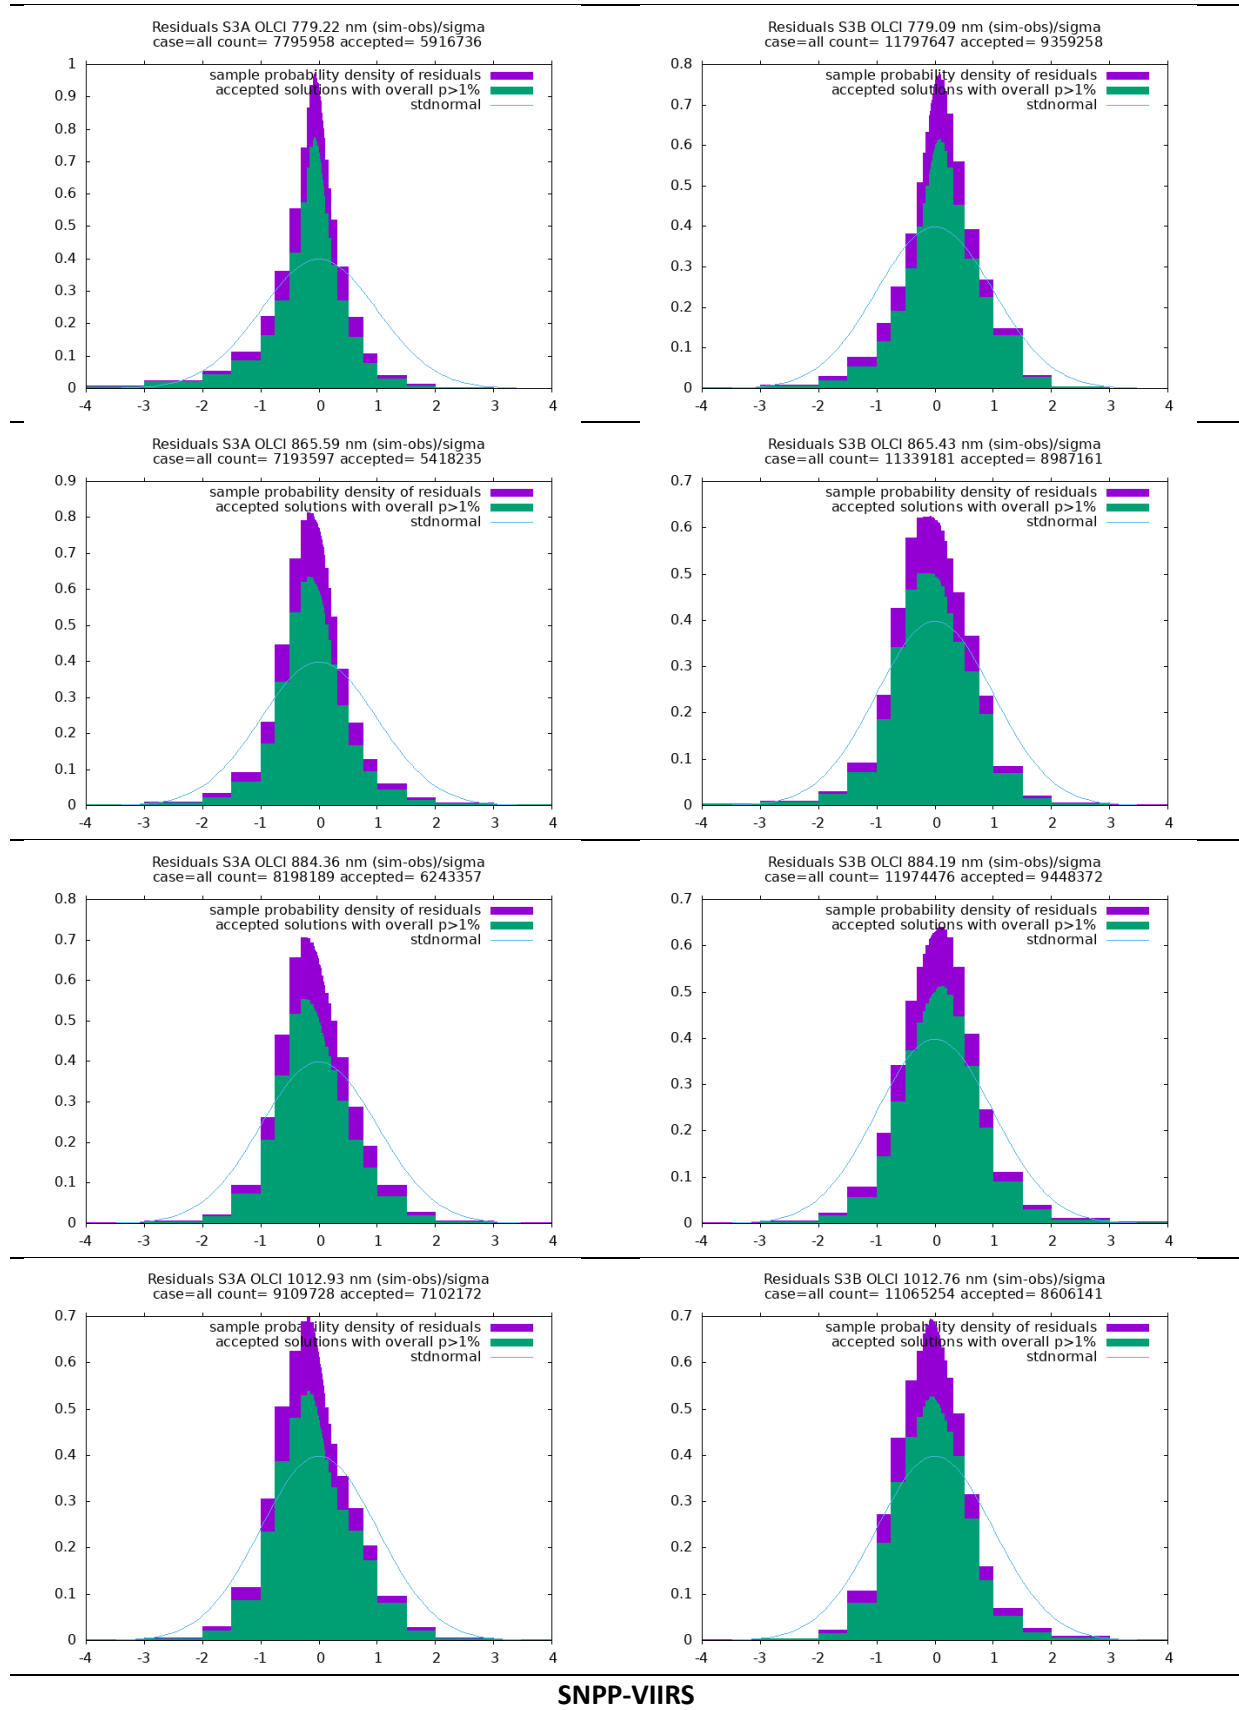 Residuals S3A OLCI 779.22 nm (sim-obs)/sigma
case=all count= 7795958 accepted= 5916736
sample probability density of residuals
accepted solutions with overall p>1%
stdnormal
1
0.9
0.8
0.7
0.6
0.5
0.4
0.3
0.2
0.1
0
-4 -3 -2 -1 0 1 2 3 4
Residuals S3B OLCI 779.09 nm (sim-obs)/sigma
case=all count= 11797647 accepted= 9359258
sample probability density of residuals
accepted solutions with overall p>1%
stdnormal
0.8
0.7
0.6
0.5
0.4
0.3
0.2
0.1
0
-4 -3 -2 -1 0 1 2 3 4
Residuals S3A OLCI 865.59 nm (sim-obs)/sigma
case=all count= 7193597 accepted= 5418235
sample probability density of residuals
accepted solutions with overall p>1%
stdnormal
0.9
0.8
0.7
0.6
0.5
0.4
0.3
0.2
0.1
0
-4 -3 -2 -1 0 1 2 3 4
Residuals S3B OLCI 865.43 nm (sim-obs)/sigma
case=all count= 11339181 accepted= 8987161
sample probability density of residuals
accepted solutions with overall p>1%
stdnormal
0.7
0.6
0.5
0.4
0.3
0.2
0.1
0
-4 -3 -2 -1 0 1 2 3 4
Residuals S3A OLCI 884.36 nm (sim-obs)/sigma
case=all count= 8198189 accepted= 6243357
sample probability density of residuals
accepted solutions with overall p>1%
stdnormal
0.8
0.7
0.6
0.5
0.4
0.3
0.2
0.1
0
-4 -3 -2 -1 0 1 2 3 4
Residuals S3B OLCI 884.19 nm (sim-obs)/sigma
case=all count= 11974476 accepted= 9448372
sample probability density of residuals
accepted solutions with overall p>1%
stdnormal
0.7
0.6
0.5
0.4
0.3
0.2
0.1
0
-4 -3 -2 -1 0 1 2 3 4
Residuals S3A OLCI 1012.93 nm (sim-obs)/sigma
case=all count= 9109728 accepted= 7102172
sample probability density of residuals
accepted solutions with overall p>1%
stdnormal
0.7
0.6
0.5
0.4
0.3
0.2
0.1
0
-4 -3 -2 -1 0 1 2 3 4
Residuals S3B OLCI 1012.76 nm (sim-obs)/sigma
case=all count= 11065254 accepted= 8606141
sample probability density of residuals
accepted solutions with overall p>1%
stdnormal
0.7
0.6
0.5
0.4
0.3
0.2
0.1
0
-4 -3 -2 -1 0 1 2 3 4
SNPP-VIIRS